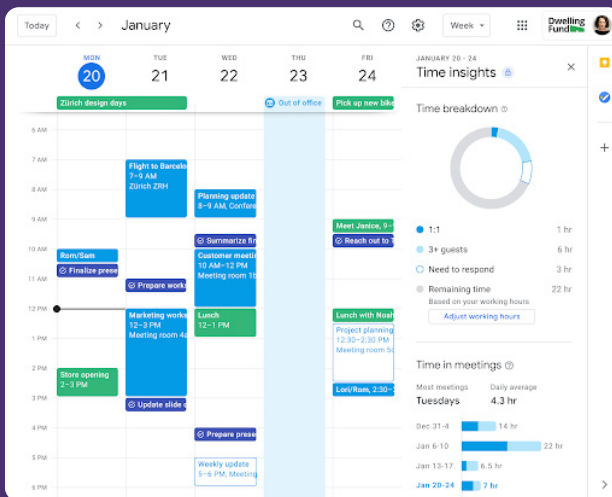 Today
January
Week
Dwelling
Fund
MON
20
TUE
21
WED
22
THU
23
FRI
24
Zürich design days
Out of office
Pick up new bike
6 AM
7 AM
8 AM
9 AM
10 AM
11 AM
12 PM
1 PM
2 PM
3 PM
4 PM
5 PM
6 PM
Rom/Sam
Finalize prese
Store opening
2–3 PM
Flight to Barcelo
7–9 AM
Zürich ZRH
Prepare works
Marketing works
12–3 PM
Meeting room 4a
Update slide
Planning update
8–9 AM, Confere
Summarize fin
Customer meeti
10 AM–12 PM
Meeting room 1b
Lunch
12–1 PM
Prepare prese
Weekly update
5–6 PM, Meeting
Meet Janice, 9–
Reach out to
Lunch with Noah
Project planning
12:30–2:30 PM
Meeting room 5c
Lori/Rom, 2:30–
JANUARY 20 - 24
Time insights
Time breakdown
1:1
1 hr
3+ guests
6 hr
Need to respond
3 hr
Remaining time
22 hr
Based on your working hours
Adjust working hours
Time in meetings
Most meetings
Daily average
Tuesdays
4.3 hr
Dec 31-4
14 hr
Jan 6-10
22 hr
Jan 13-17
6.5 hr
Jan 20-24
7 hr